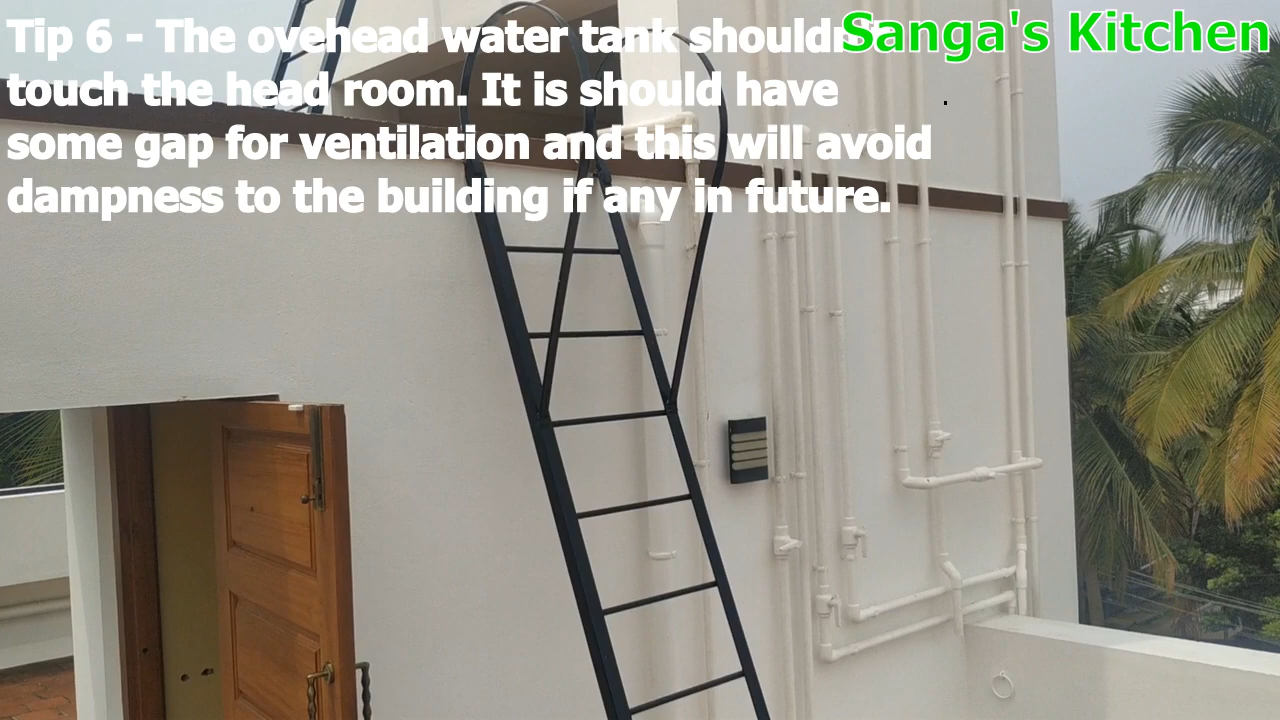 Sanga's Kitchen
Tip 6 - The ovehead water tank shouldn't
touch the head room. It is should have
some gap for ventilation and this will avoid
dampness to the building if any in future.